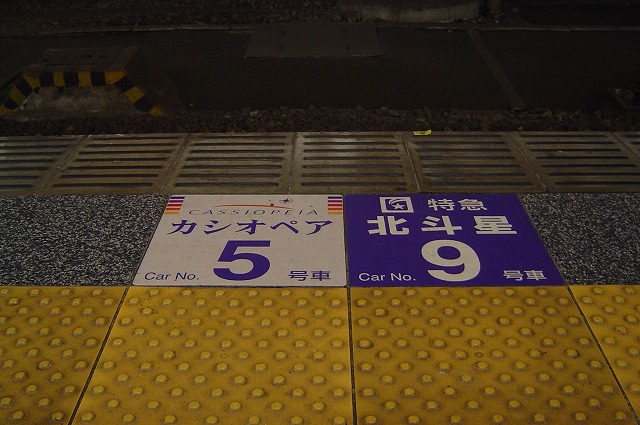 CASSIOPEIA
カシオペア
Car No. 5 号車
特急
北斗星
Car No. 9 号車